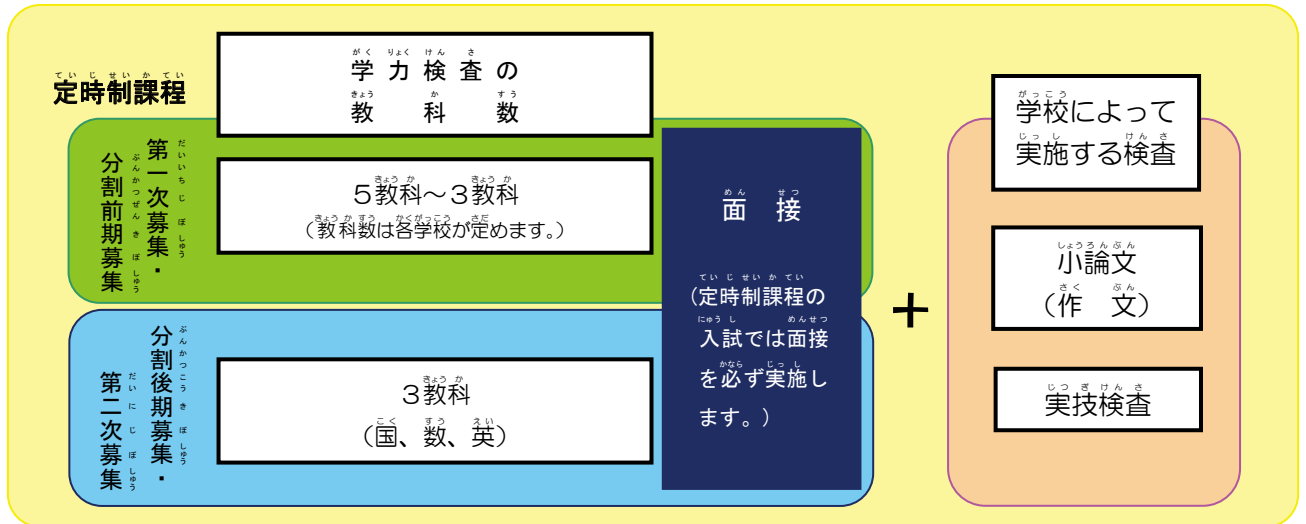 定時制課程
学力検査の
教科数
第一次募集・
分割前期募集
5教科～3教科
（教科数は各学校が定めます。）
分割後期募集・
第二次募集
3教科
（国、数、英）
面接
（定時制課程の
入試では面接
を必ず実施し
ます。）
＋
学校によって
実施する検査
小論文
（作文）
実技検査